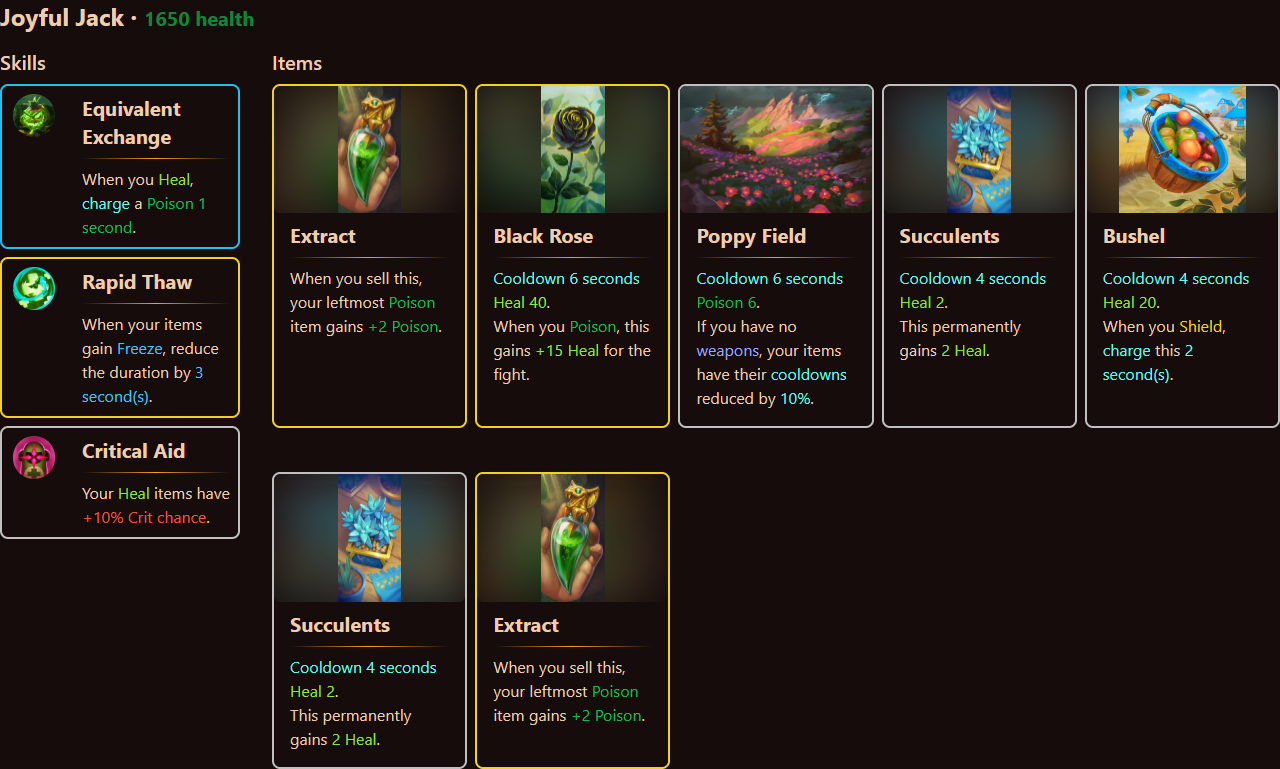 Joyful Jack · 1650 health
Skills
Equivalent
Exchange
When you Heal,
charge a Poison 1
second.
Rapid Thaw
When your items
gain Freeze, reduce
the duration by 3
second(s).
Critical Aid
Your Heal items have
+10% Crit chance.
Items
Extract
When you sell this,
your leftmost Poison
item gains +2 Poison.
Black Rose
Cooldown 6 seconds
Heal 40.
When you Poison, this
gains +15 Heal for the
fight.
Poppy Field
Cooldown 6 seconds
Poison 6.
If you have no
weapons, your items
have their cooldowns
reduced by 10%.
Succulents
Cooldown 4 seconds
Heal 2.
This permanently
gains 2 Heal.
Bushel
Cooldown 4 seconds
Heal 20.
When you Shield,
charge this 2
second(s).
Succulents
Cooldown 4 seconds
Heal 2.
This permanently
gains 2 Heal.
Extract
When you sell this,
your leftmost Poison
item gains +2 Poison.